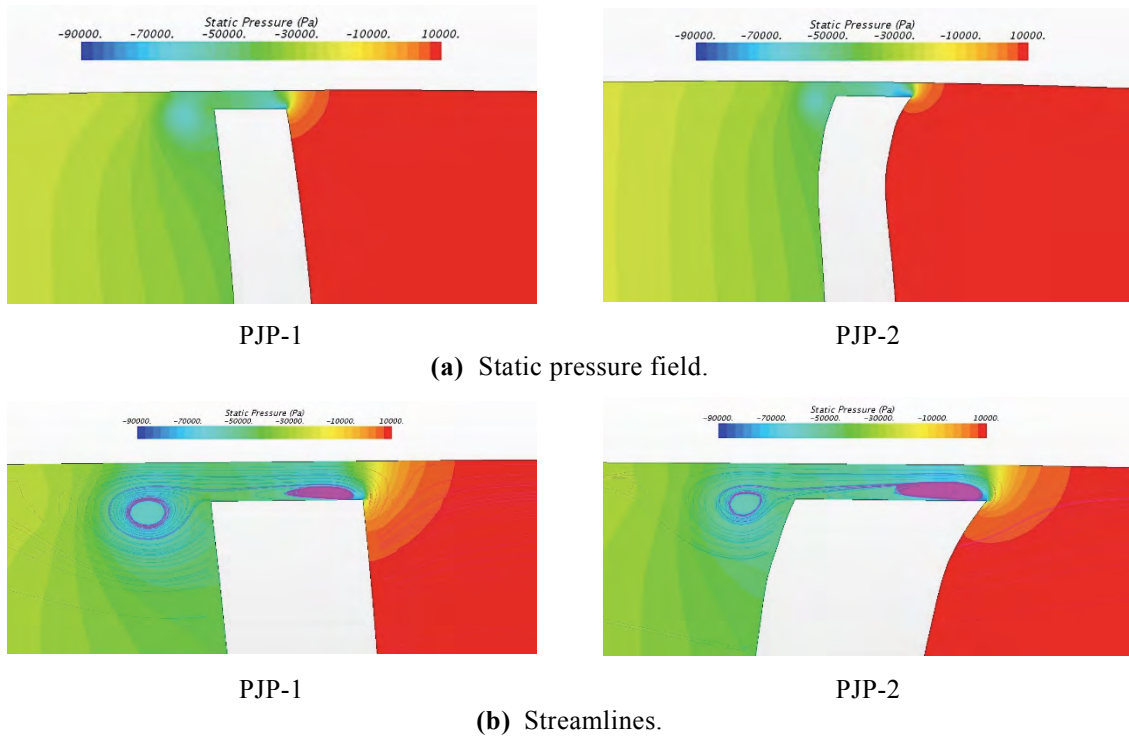 Static Pressure (Pa)
-90000. -70000. -50000. -30000. -10000. 10000.
Static Pressure (Pa)
-90000. -70000. -50000. -30000. -10000. 10000.
PJP-1 PJP-2
(a) Static pressure field.
Static Pressure (Pa)
-90000. -70000. -50000. -30000. -10000. 10000.
Static Pressure (Pa)
-90000. -70000. -50000. -30000. -10000. 10000.
PJP-1 PJP-2
(b) Streamlines.